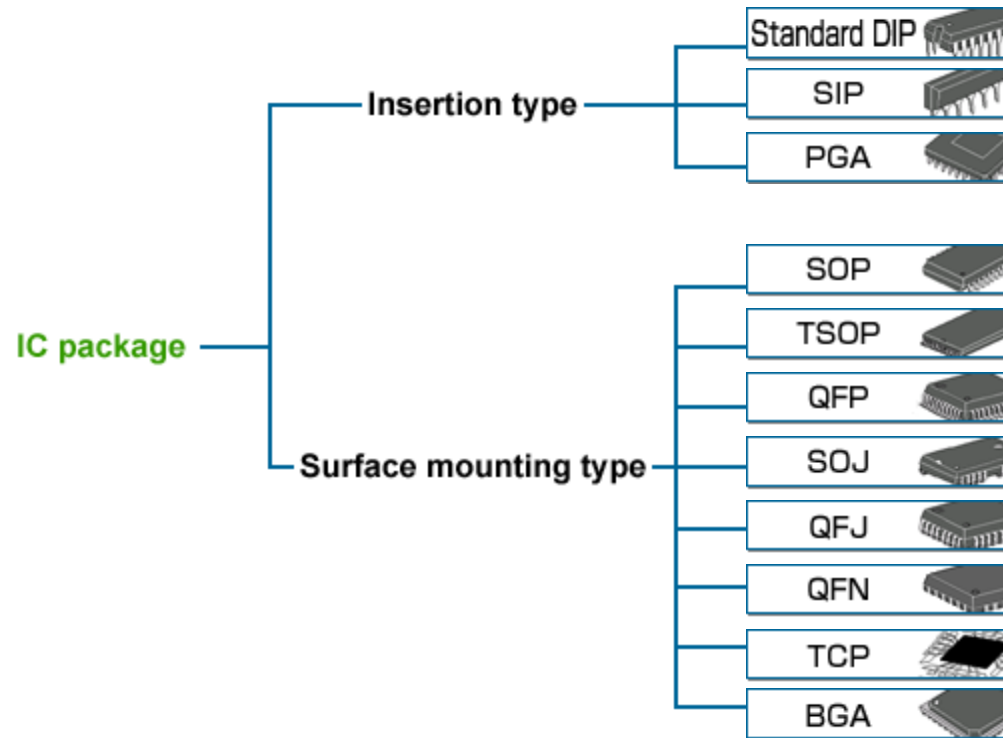 Standard DIP
SIP
Insertion type
PGA
SOP
TSOP
IC package
QFP
SOJ
Surface mounting type
QFJ
QFN
TCP
BGA